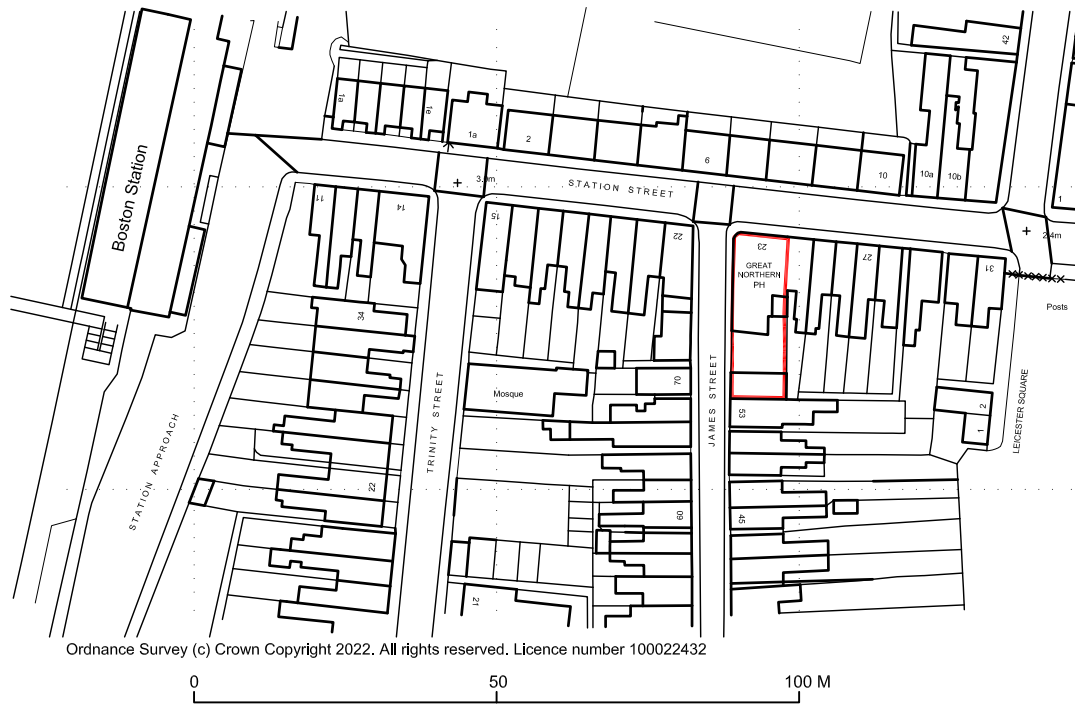 42
1a
1e
1a
2
6
10
10a
10b
1
Boston Station
3.0m
STATION STREET
2.4m
11
14
15
22
23
GREAT
NORTHERN
PH
27
31
Posts
34
70
Mosque
53
JAMES STREET
TRINITY STREET
2
1
LEICESTER SQUARE
STATION APPROACH
22
60
45
21
Ordnance Survey (c) Crown Copyright 2022. All rights reserved. Licence number 100022432
0 50 100 M